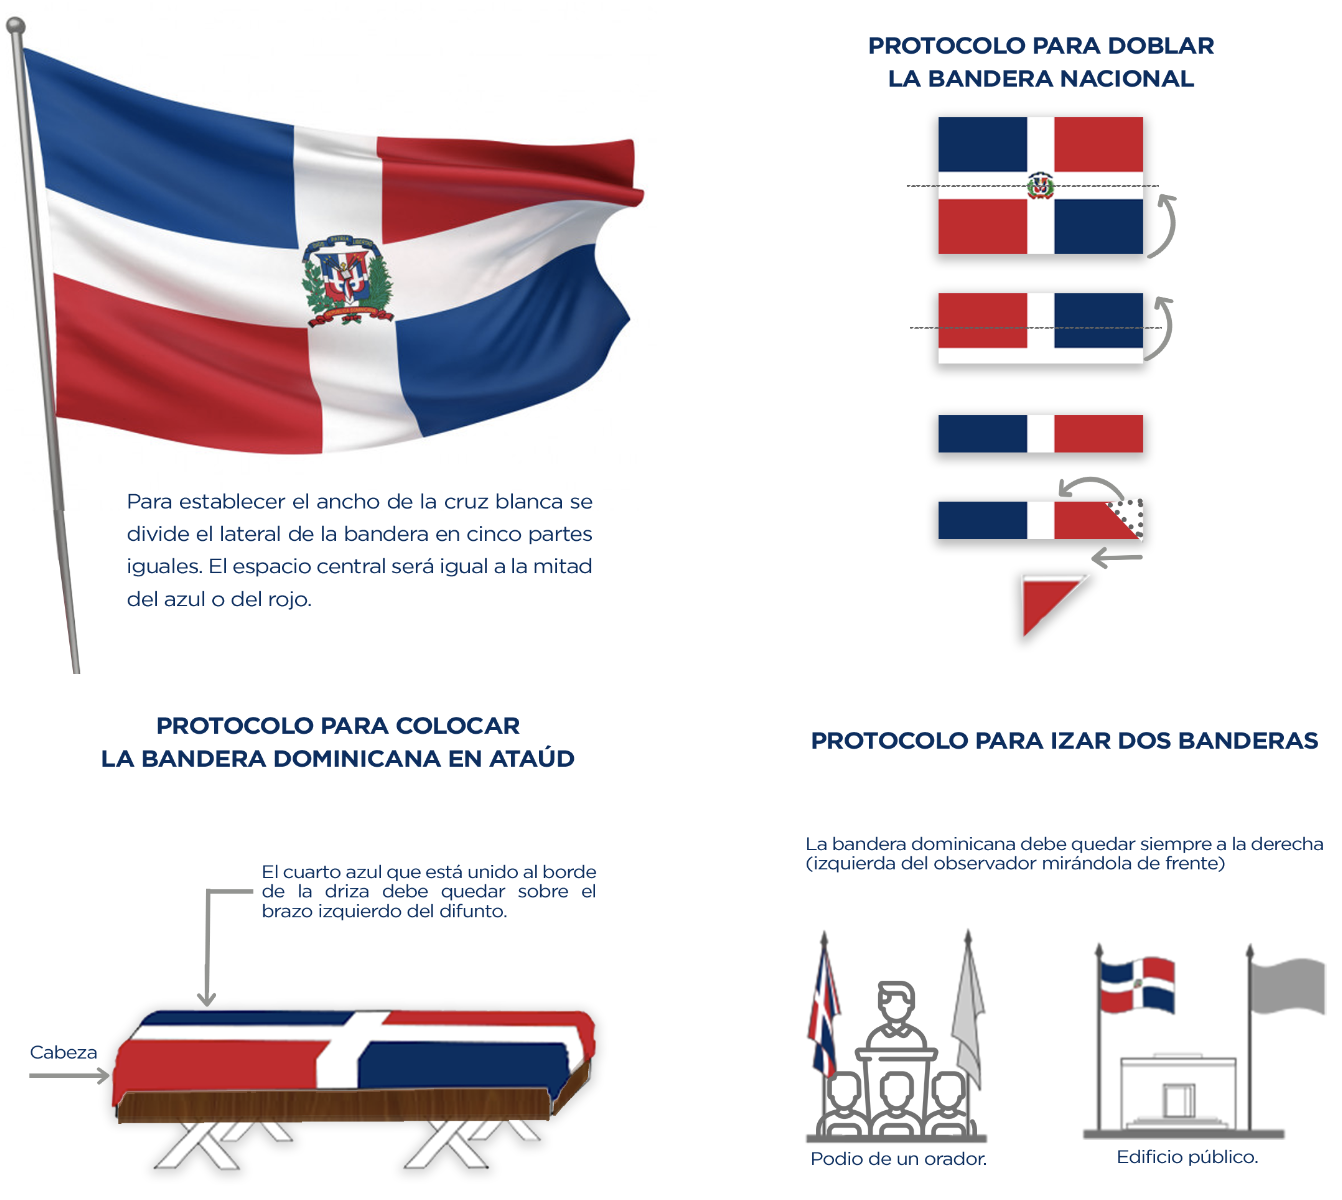 PROTOCOLO PARA DOBLAR
LA BANDERA NACIONAL
Para establecer el ancho de la cruz blanca se
divide el lateral de la bandera en cinco partes
iguales. El espacio central será igual a la mitad
del azul o del rojo.
PROTOCOLO PARA COLOCAR
LA BANDERA DOMINICANA EN ATAÚD
El cuarto azul que está unido al borde
de la driza debe quedar sobre el
brazo izquierdo del difunto.
Cabeza
PROTOCOLO PARA IZAR DOS BANDERAS
La bandera dominicana debe quedar siempre a la derecha
(izquierda del observador mirándola de frente)
Podio de un orador.
Edificio público.